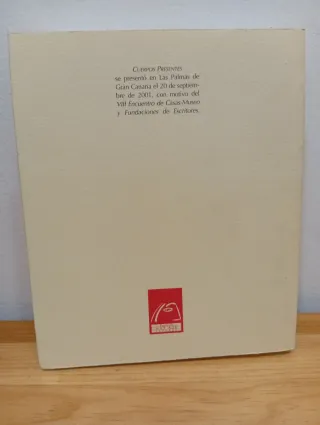 CUERPOS PRESENTES
se presentó en Las Palmas de
Gran Canaria el 20 de septiem-
bre de 2001, con motivo del
VIII Encuentro de Casas-Museo
y Fundaciones de Escritores.